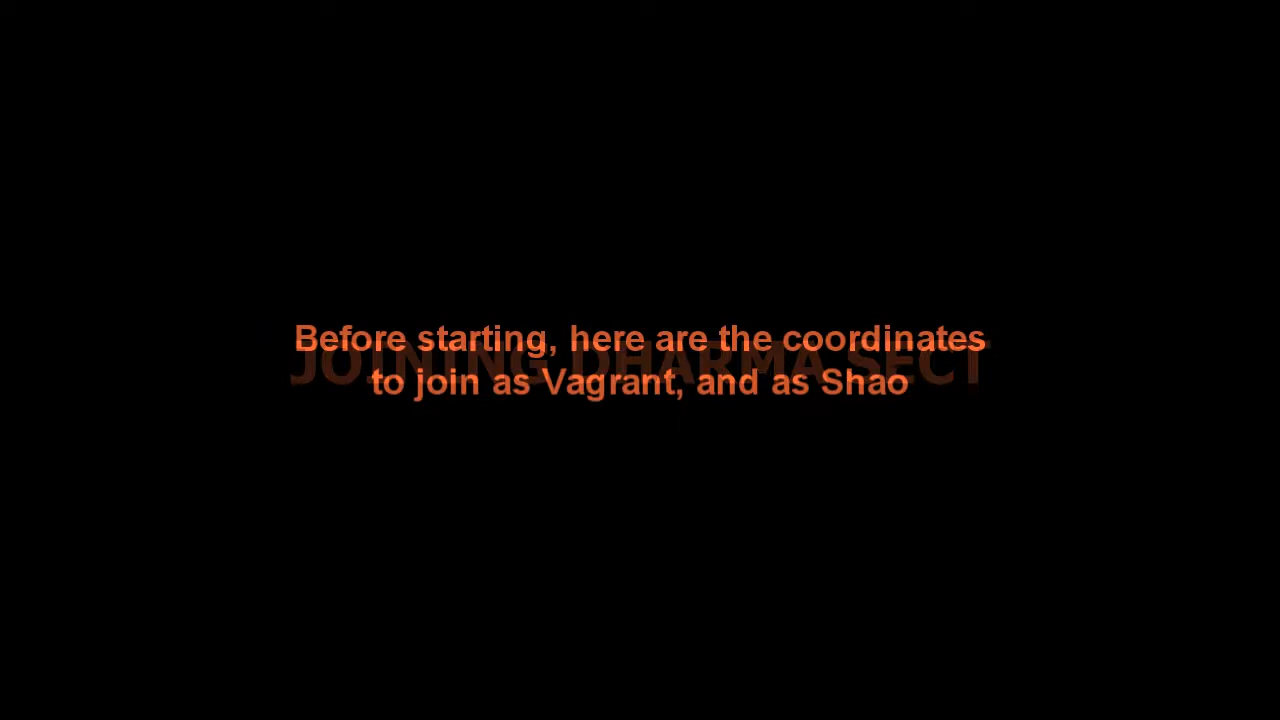 Before starting, here are the coordinates
to join as Vagrant, and as Shao
JOINING DHARMA SECT